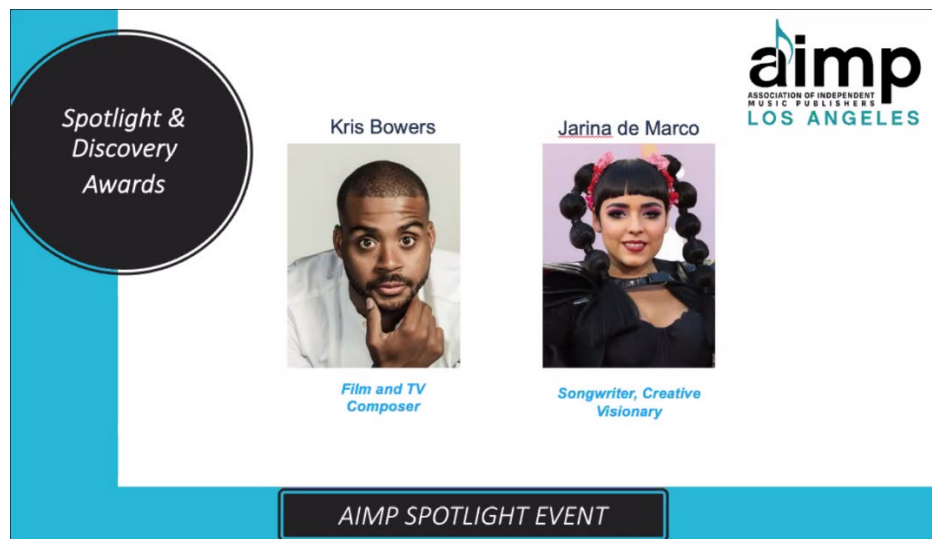 Spotlight &
Discovery
Awards
aimp
ASSOCIATION OF INDEPENDENT
MUSIC PUBLISHERS
LOS ANGELES
Kris Bowers
Jarina de Marco
Film and TV
Composer
Songwriter, Creative
Visionary
AIMP SPOTLIGHT EVENT